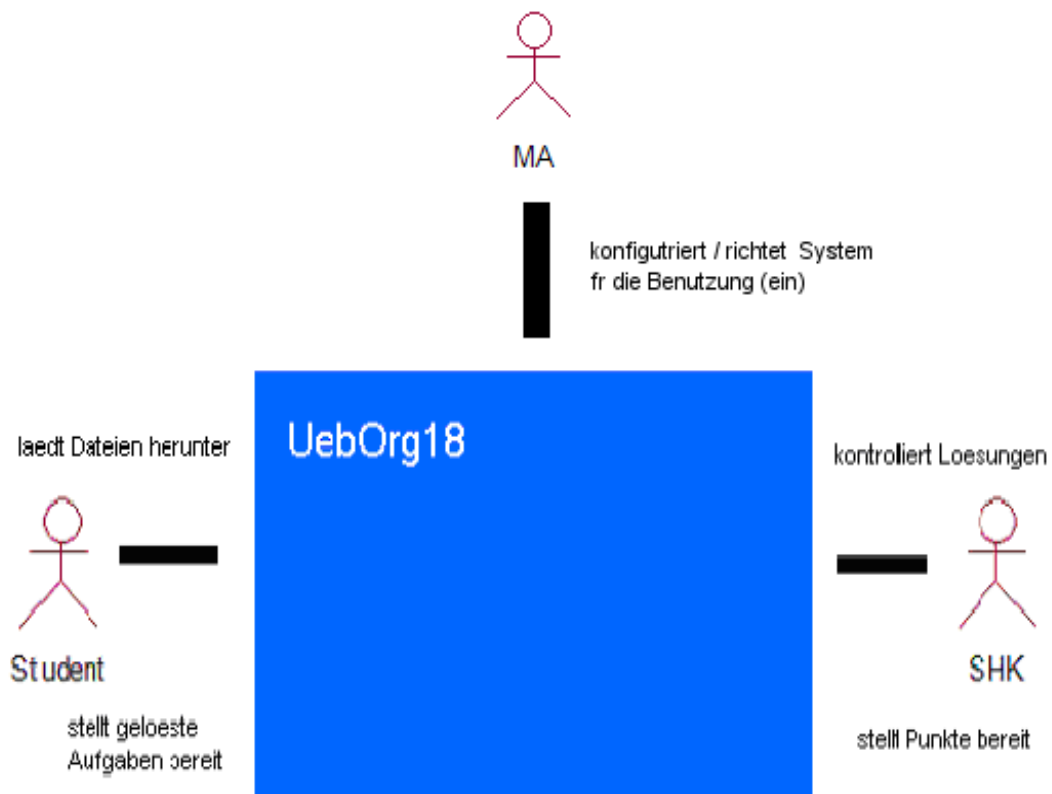 MA
konfigutriert / richtet System
fr die Benutzung (ein)
UebOrg18
laedt Dateien herunter
kontrolliert Loesungen
Student
SHK
stellt geloeste
Aufgaben bereit
stellt Punkte bereit